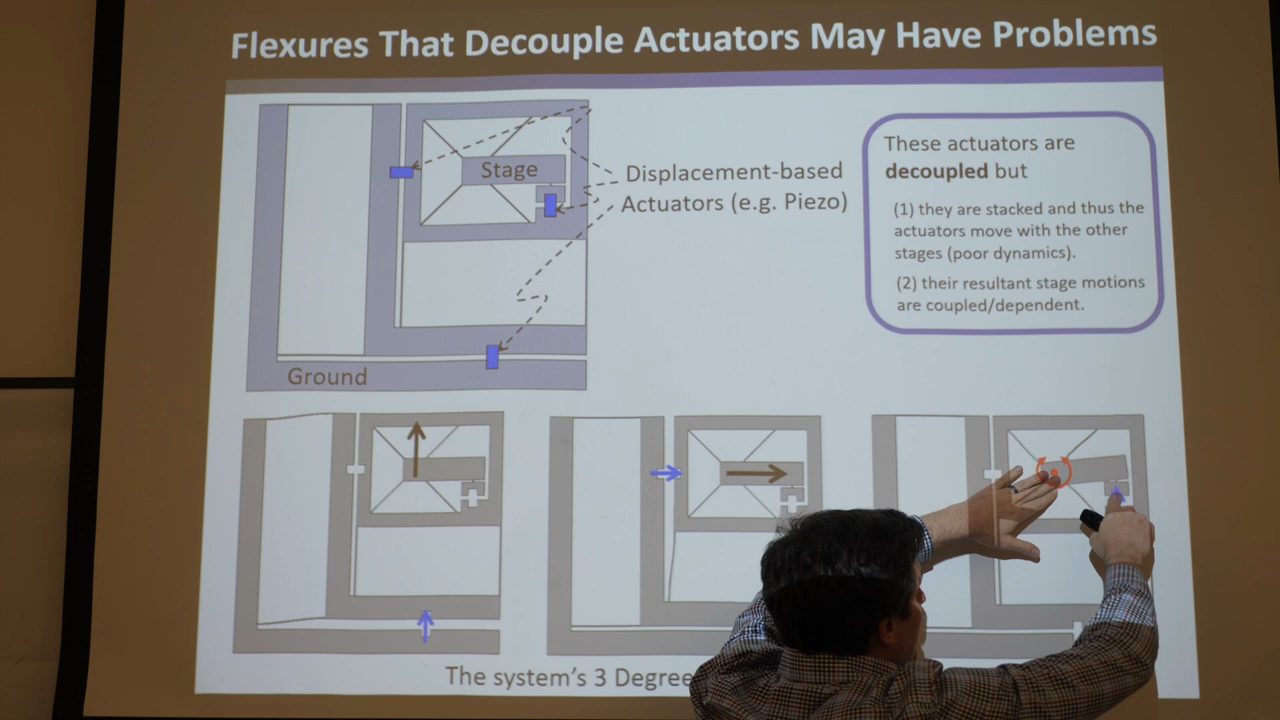 Flexures That Decouple Actuators May Have Problems
Stage
Displacement-based
Actuators (e.g. Piezo)
Ground
These actuators are
decoupled but
(1) they are stacked and thus the
actuators move with the other
stages (poor dynamics).
(2) their resultant stage motions
are coupled/dependent.
The system's 3 Degree